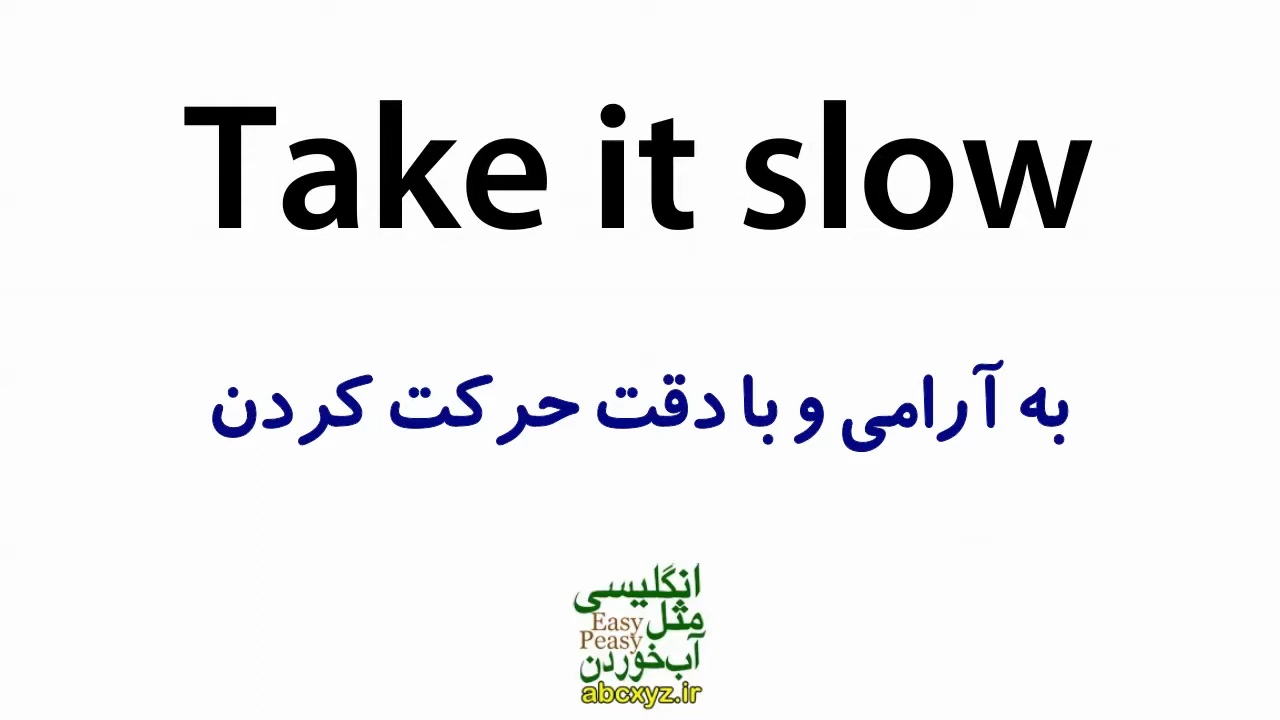 Take it slow
به آرامی و با دقت حرکت کردن
انگلیسی
مثل Easy
Peasy
آب‌خوردن
abcxyz.ir